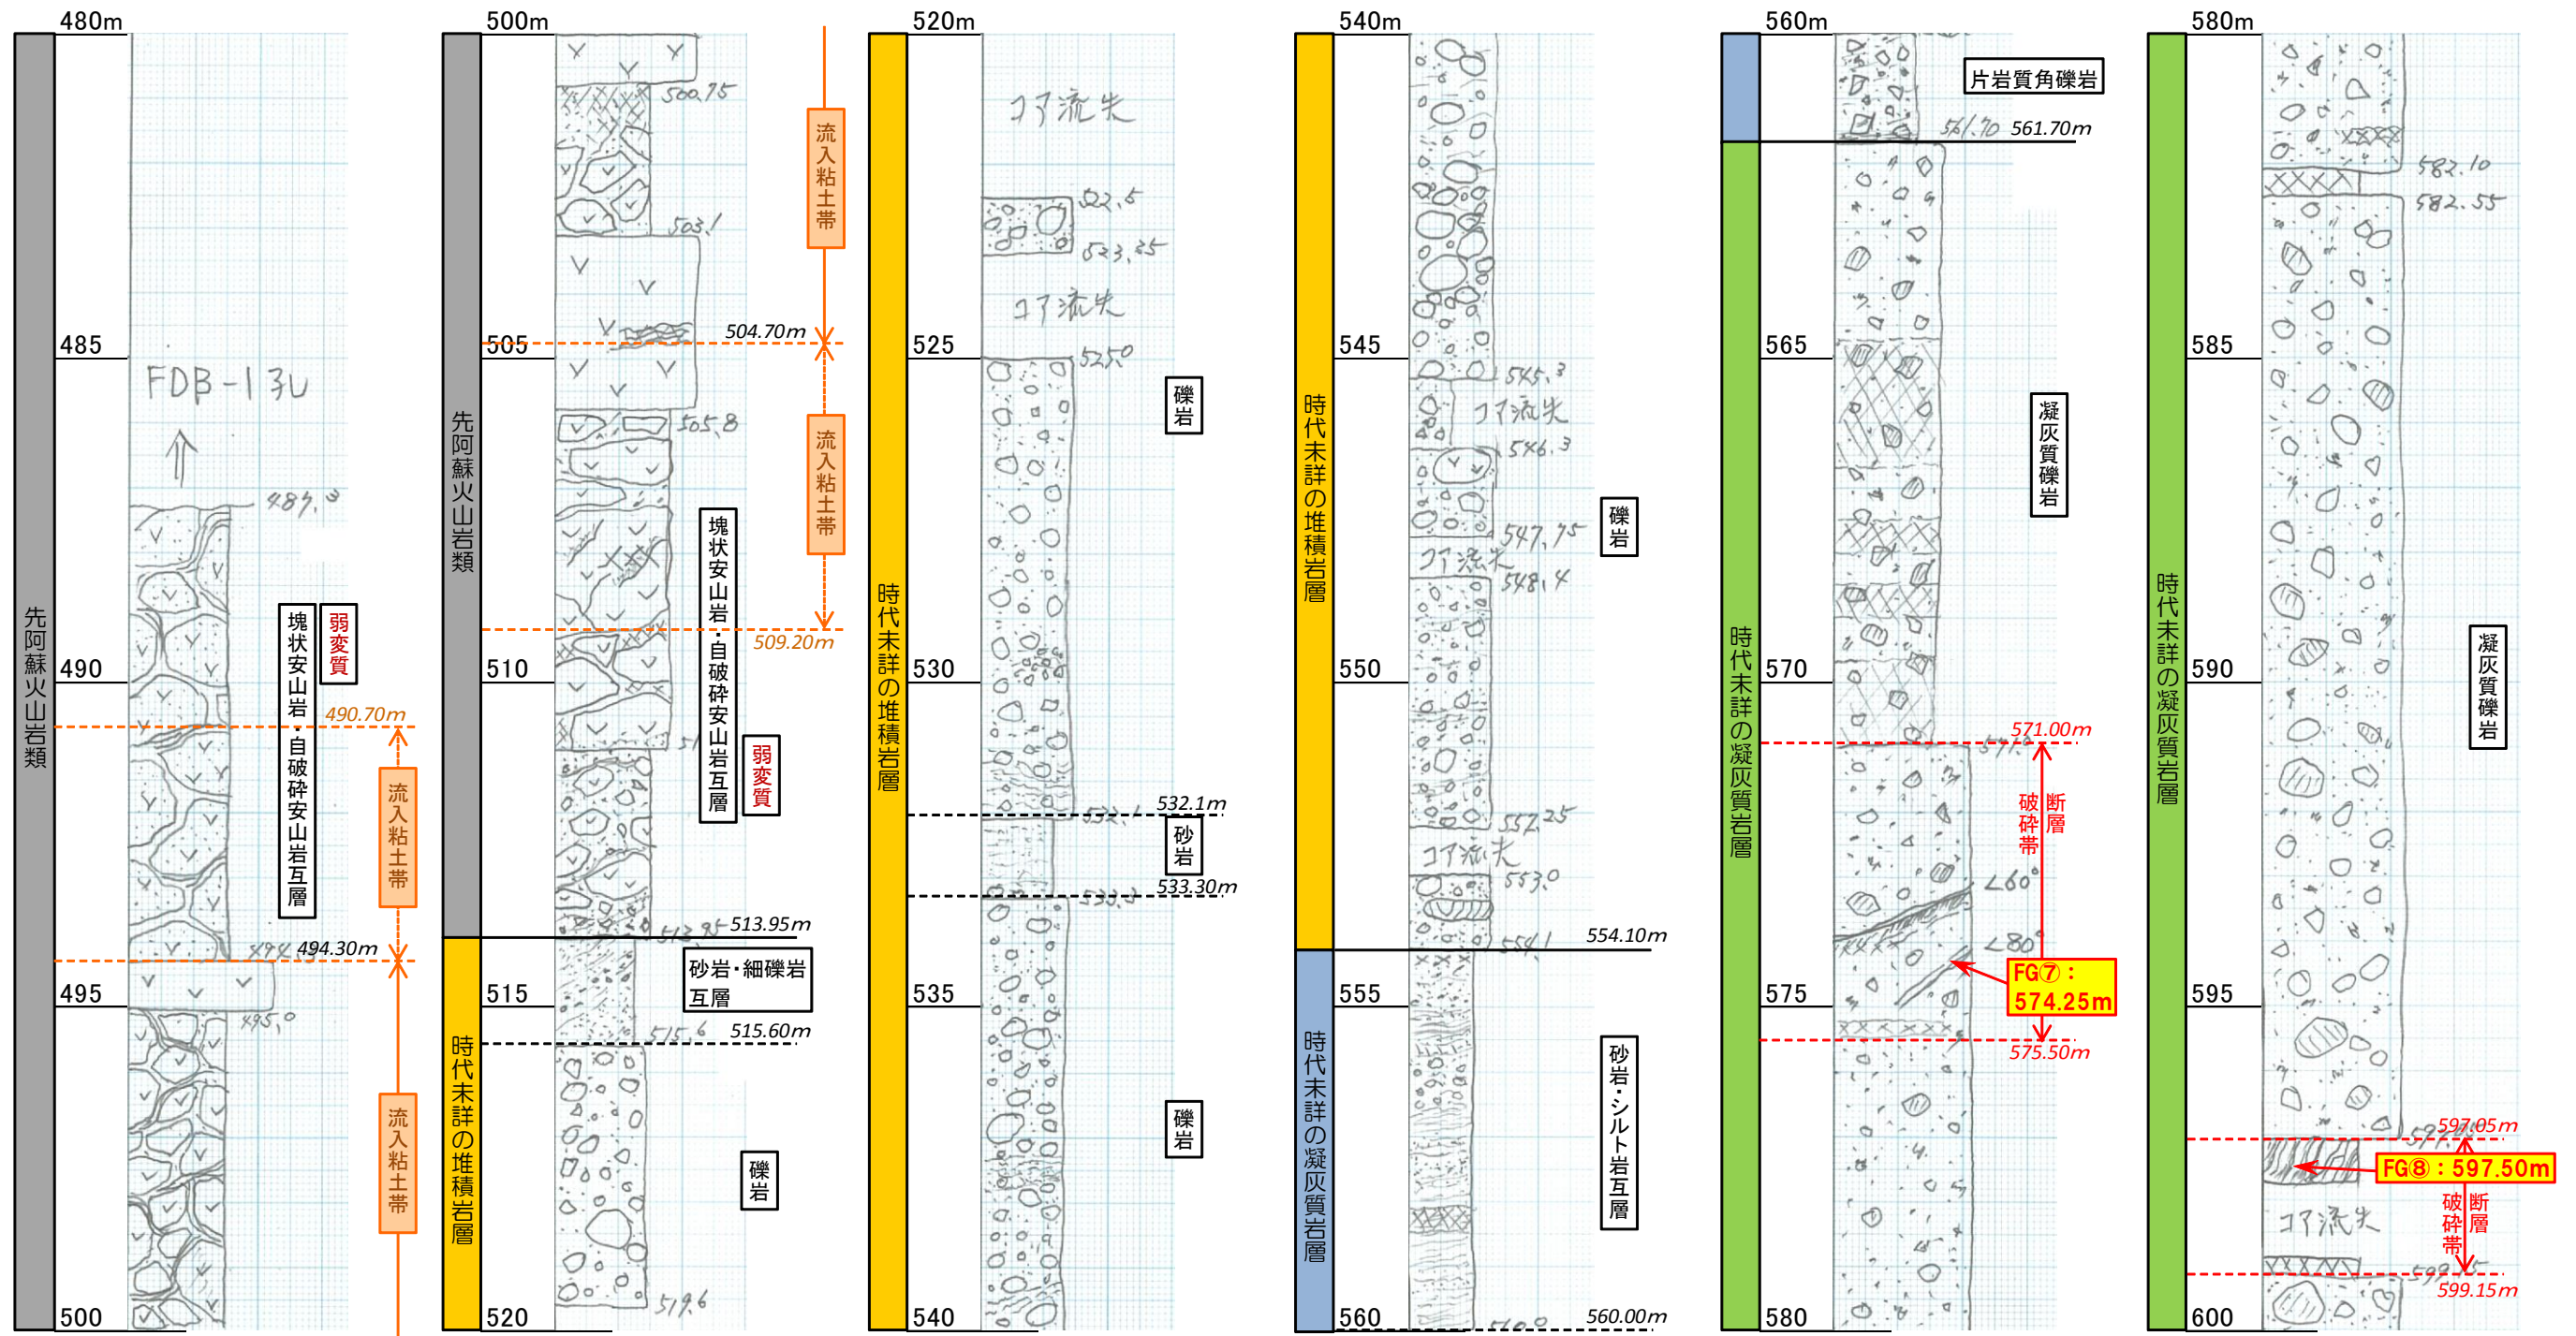 480m
485
490
495
500
先阿蘇火山岩類
FDB-1孔
487.3
塊状安山岩・自破砕安山岩互層
弱変質
490.70m
流入粘土帯
494.30m
495.0
流入粘土帯
500m
505
510
515
520
先阿蘇火山岩類
時代未詳の堆積岩層
500.75
503.1
流入粘土帯
504.70m
505.8
流入粘土帯
509.20m
塊状安山岩・自破砕安山岩互層
弱変質
513.95
513.95m
砂岩・細礫岩
互層
515.6
515.60m
礫岩
519.6
520m
525
530
535
540
時代未詳の堆積岩層
コア流失
522.5
523.35
コア流失
525.0
礫岩
532.1
532.1m
砂岩
533.30m
礫岩
540m
545
550
555
560
時代未詳の堆積岩層
時代未詳の凝灰質岩層
545.3
コア流失
546.3
礫岩
547.75
コア流失
548.4
552.25
コア流失
553.0
554.1
554.10m
砂岩・シルト岩互層
560.00m
560m
565
570
575
580
時代未詳の凝灰質岩層
片岩質角礫岩
561.70
561.70m
凝灰質礫岩
571.00m
断層
破砕帯
∠60°
∠80°
FG⑦：
574.25m
575.50m
580m
585
590
595
600
時代未詳の凝灰質岩層
582.10
582.55
凝灰質礫岩
597.05m
FG⑧：597.50m
断層
破砕帯
コア流失
599.15m